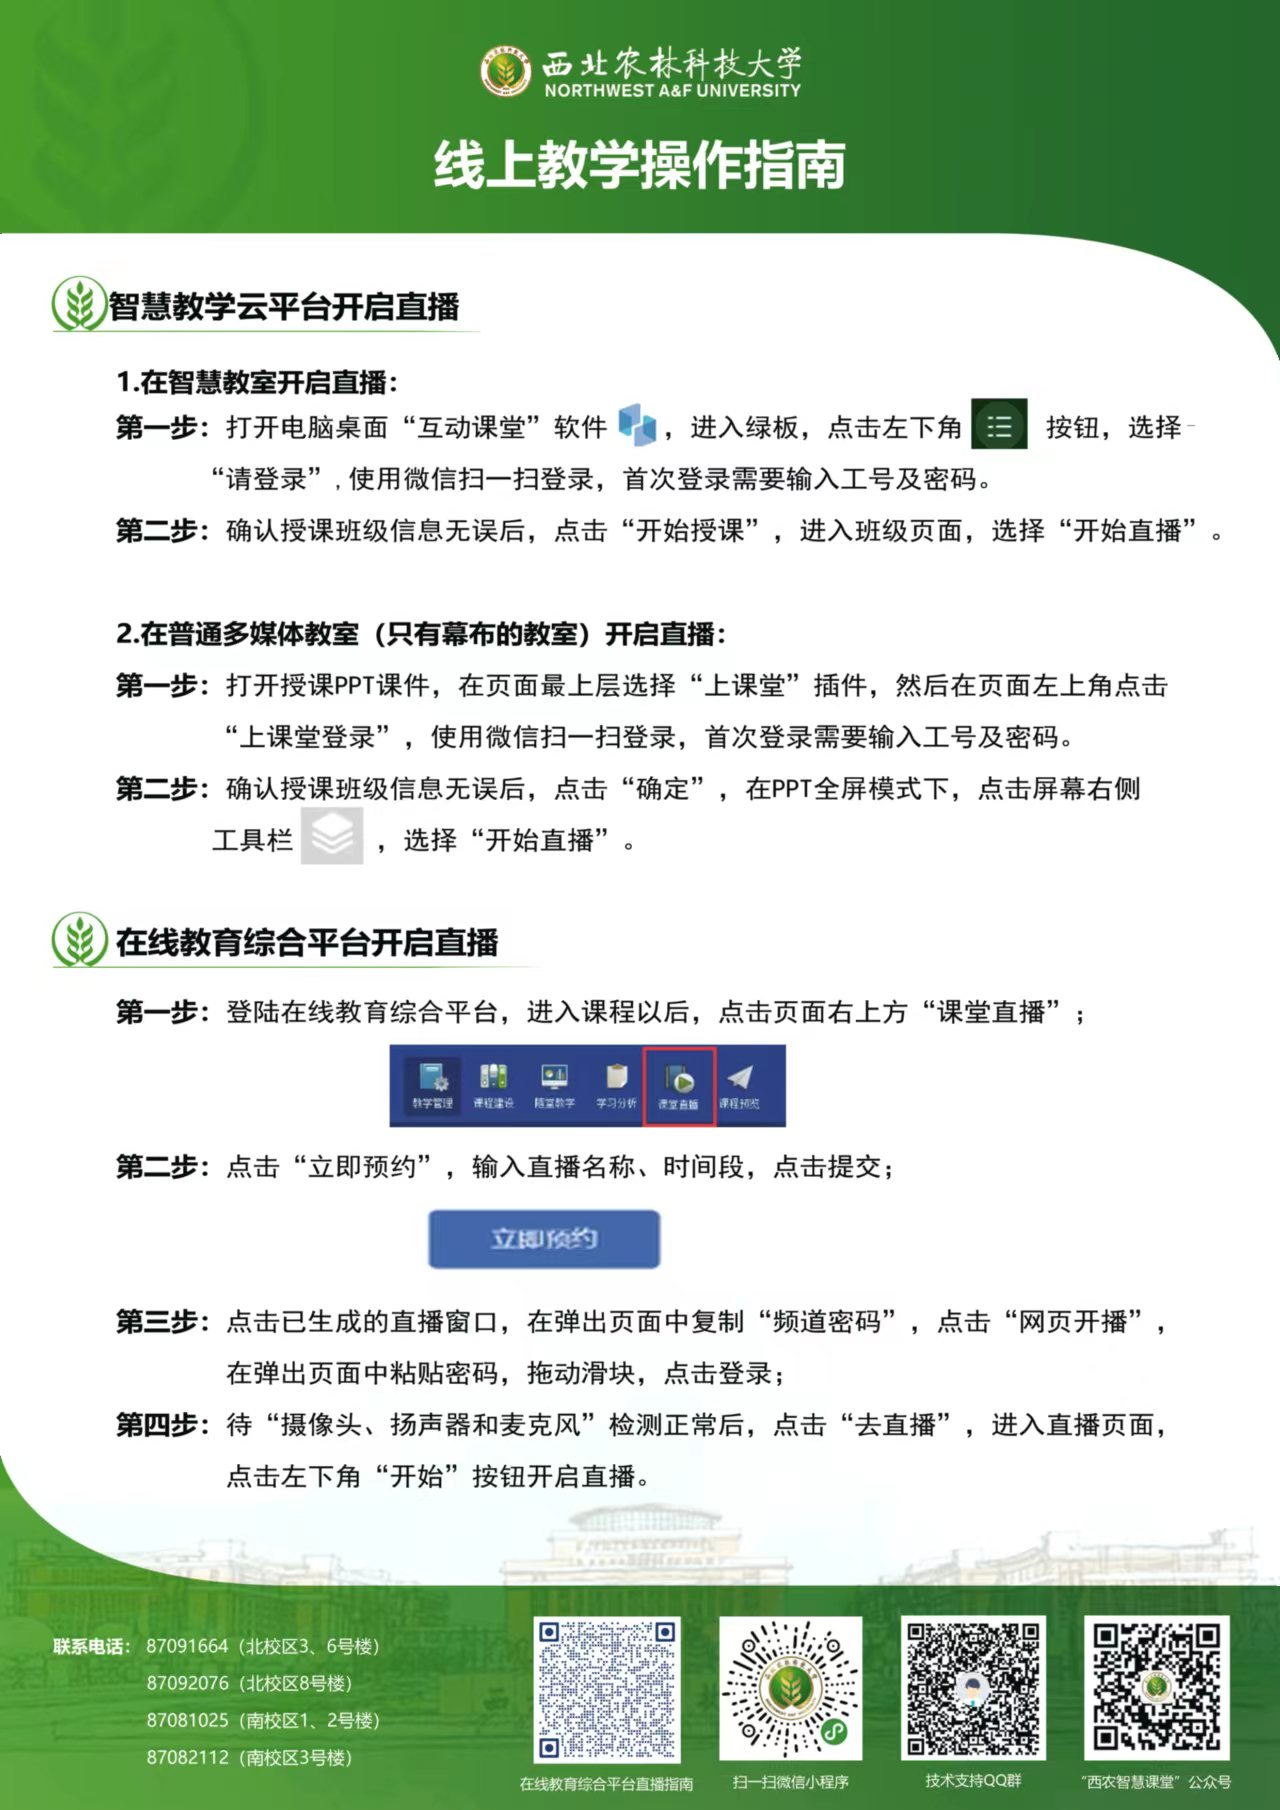 西北农林科技大学
NORTHWEST A&F UNIVERSITY
线上教学操作指南
智慧教学云平台开启直播
1.在智慧教室开启直播：
第一步：打开电脑桌面“互动课堂”软件，进入绿板，点击左下角按钮，选择
“请登录”,使用微信扫一扫登录，首次登录需要输入工号及密码。
第二步：确认授课班级信息无误后，点击“开始授课”，进入班级页面，选择“开始直播”。
2.在普通多媒体教室（只有幕布的教室）开启直播：
第一步：打开授课PPT课件，在页面最上层选择“上课堂”插件，然后在页面左上角点击
“上课堂登录”，使用微信扫一扫登录，首次登录需要输入工号及密码。
第二步：确认授课班级信息无误后，点击“确定”，在PPT全屏模式下，点击屏幕右侧
工具栏，选择“开始直播”。
在线教育综合平台开启直播
第一步：登陆在线教育综合平台，进入课程以后，点击页面右上方“课堂直播”；
教学管理 课程建设 随堂教学 学习分析 课堂直播 课程预览
第二步：点击“立即预约”，输入直播名称、时间段，点击提交；
立即预约
第三步：点击已生成的直播窗口，在弹出页面中复制“频道密码”，点击“网页开播”，
在弹出页面中粘贴密码，拖动滑块，点击登录；
第四步：待“摄像头、扬声器和麦克风”检测正常后，点击“去直播”，进入直播页面，
点击左下角“开始”按钮开启直播。
联系电话：87091664（北校区3、6号楼）
87092076（北校区8号楼）
87081025（南校区1、2号楼）
87082112（南校区3号楼）
在线教育综合平台直播指南
扫一扫微信小程序
技术支持QQ群
“西农智慧课堂”公众号